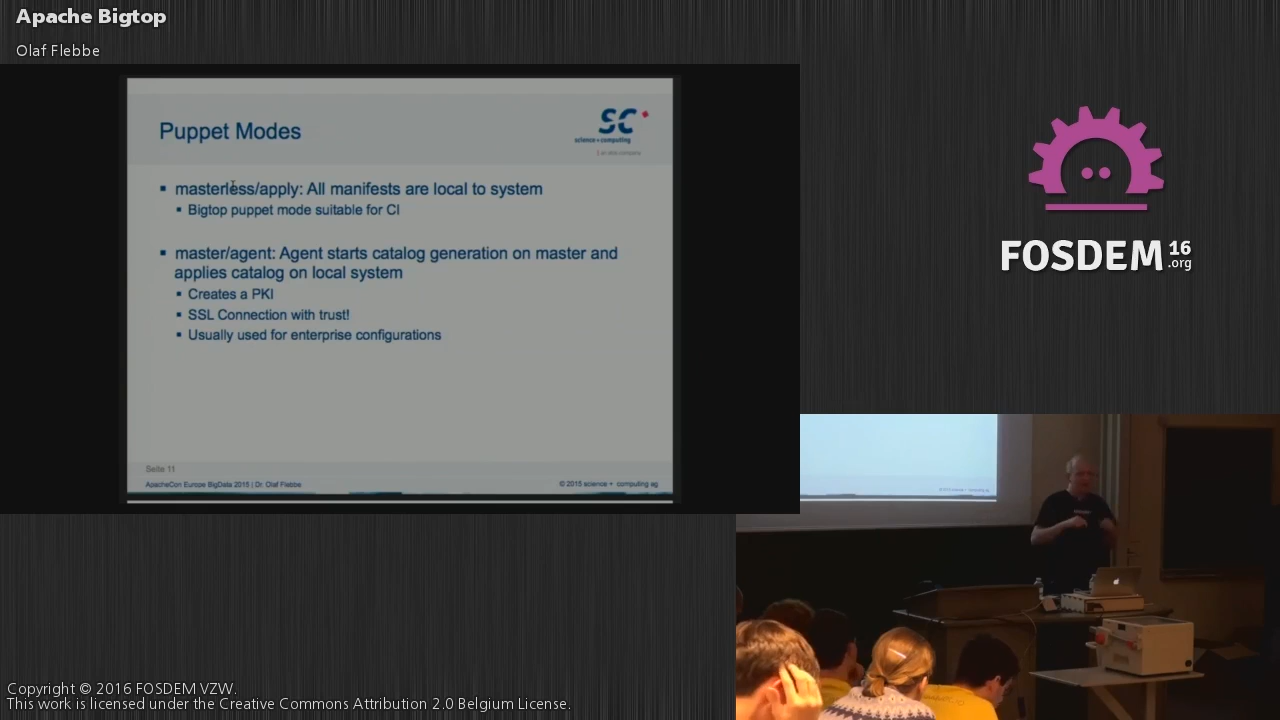 Apache Bigtop
Olaf Flebbe
Puppet Modes
SC
science + computing
masterless/apply: All manifests are local to system
Bigtop puppet mode suitable for CI
master/agent: Agent starts catalog generation on master and
applies catalog on local system
Creates a PKI
SSL Connection with trust!
Usually used for enterprise configurations
Seite 11
ApacheCon Europe BigData 2015 | Dr. Olaf Flebbe
© 2015 science + computing ag
FOSDEM 16
.org
Copyright © 2016 FOSDEM VZW.
This work is licensed under the Creative Commons Attribution 2.0 Belgium License.